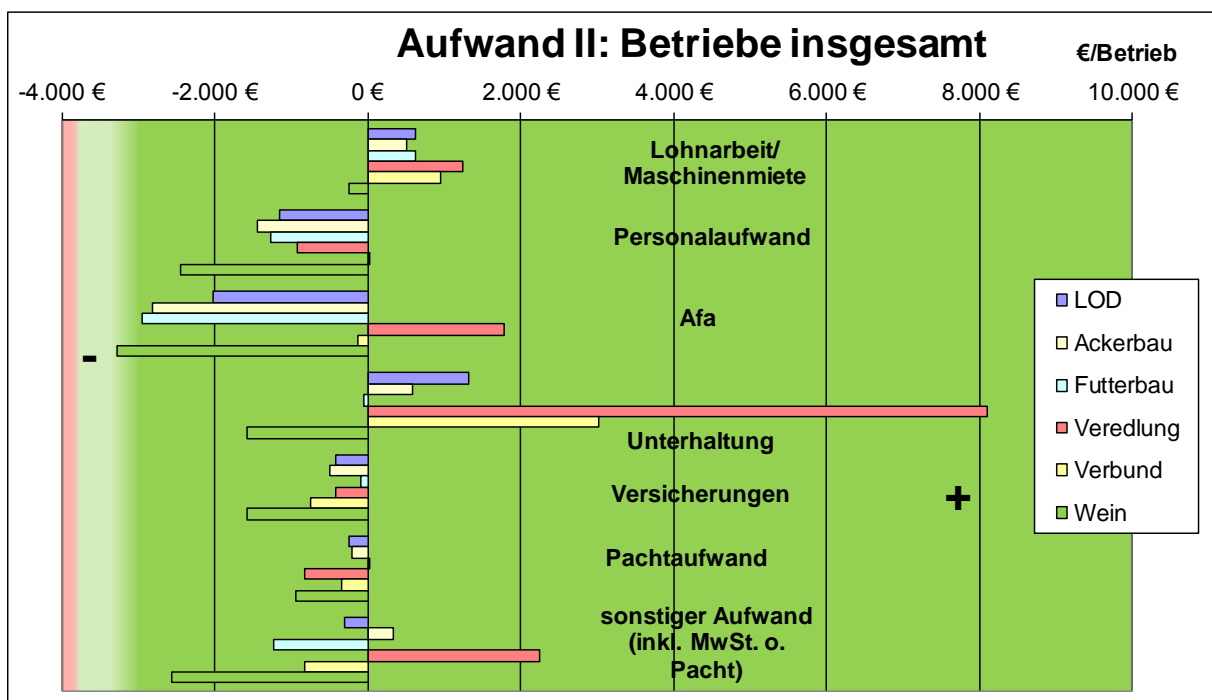 Aufwand II: Betriebe insgesamt
€/Betrieb
-4.000 € -2.000 € 0 € 2.000 € 4.000 € 6.000 € 8.000 € 10.000 €
Lohnarbeit/
Maschinenmiete
Personalaufwand
Afa
Unterhaltung
Versicherungen
Pachtaufwand
sonstiger Aufwand
(inkl. MwSt. o.
Pacht)
-
+
LOD
Ackerbau
Futterbau
Veredlung
Verbund
Wein